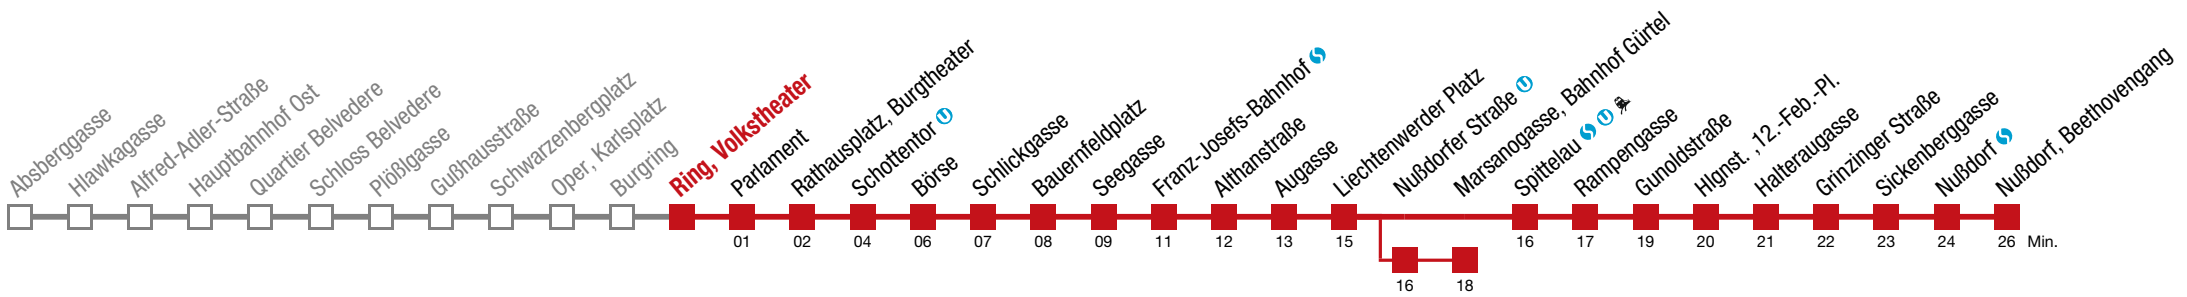 Absberggasse
Hlawkagasse
Alfred-Adler-Straße
Hauptbahnhof Ost
Quartier Belvedere
Schloss Belvedere
Plößlgasse
Gußhausstraße
Schwarzenbergplatz
Oper, Karlsplatz
Burgring
Ring, Volkstheater
Parlament
Rathausplatz, Burgtheater
Schottentor U
Börse
Schlickgasse
Bauernfeldplatz
Seegasse
Franz-Josefs-Bahnhof S
Althanstraße
Augasse
Liechtenwerder Platz
Nußdorfer Straße U
Marsanogasse, Bahnhof Gürtel
Spittelau S U
Rampengasse
Gunoldstraße
Hlgnst. , 12.-Feb.-Pl.
Halteraugasse
Grinzinger Straße
Sickenberggasse
Nußdorf S
Nußdorf, Beethovengang
01 02 04 06 07 08 09 11 12 13 15 16 17 19 20 21 22 23 24 26 Min.
16 18